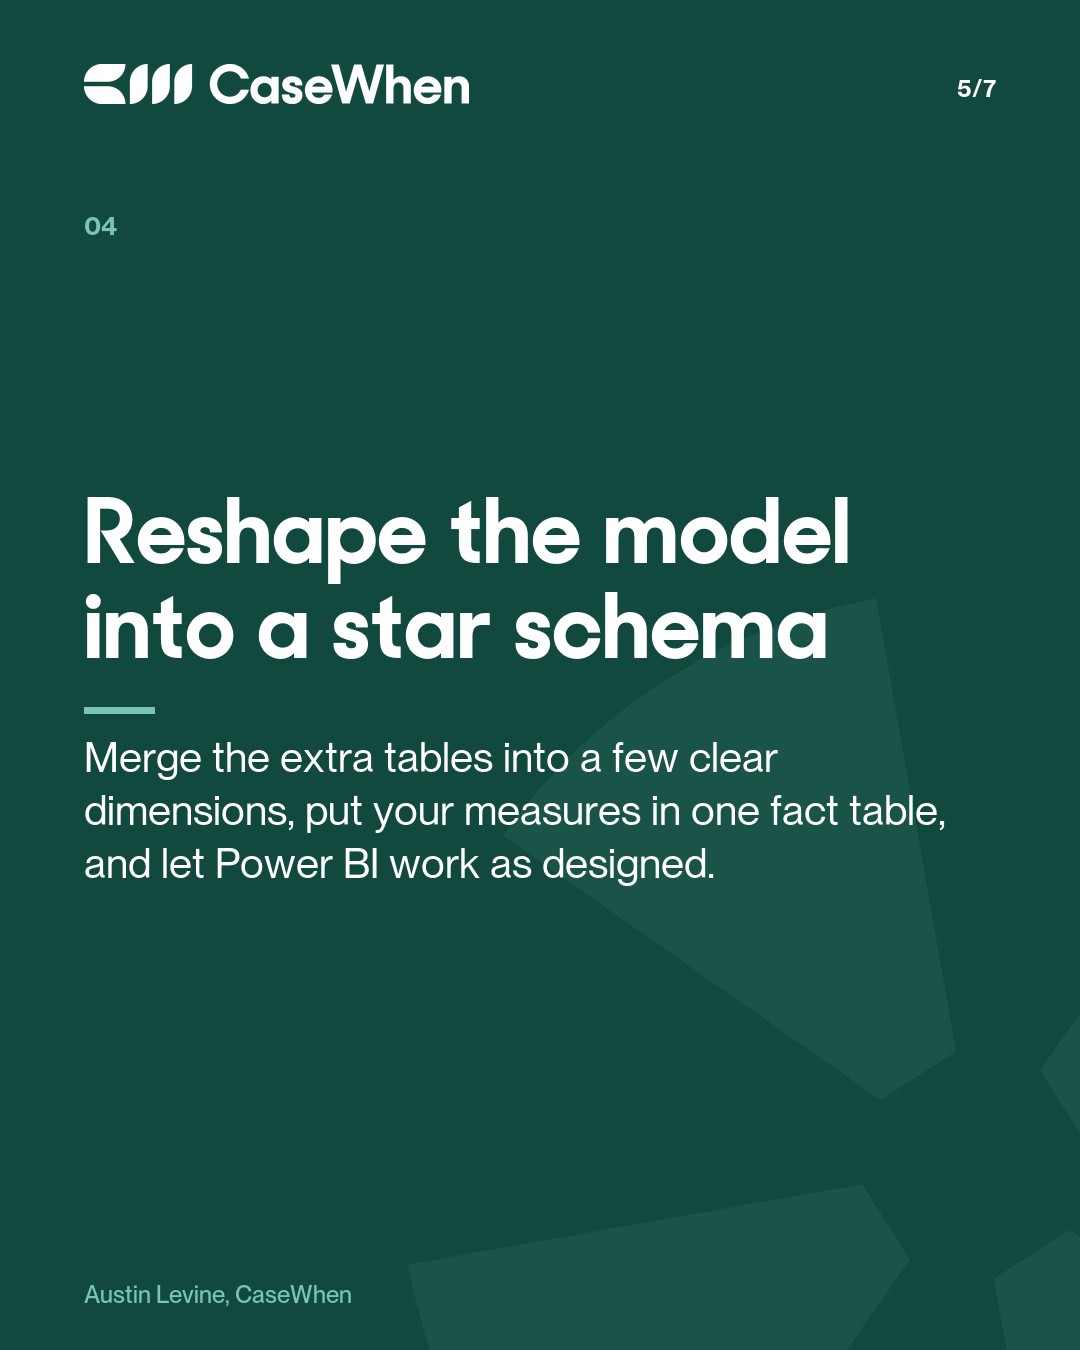 CaseWhen
5/7
04
Reshape the model
into a star schema
Merge the extra tables into a few clear
dimensions, put your measures in one fact table,
and let Power BI work as designed.
Austin Levine, CaseWhen